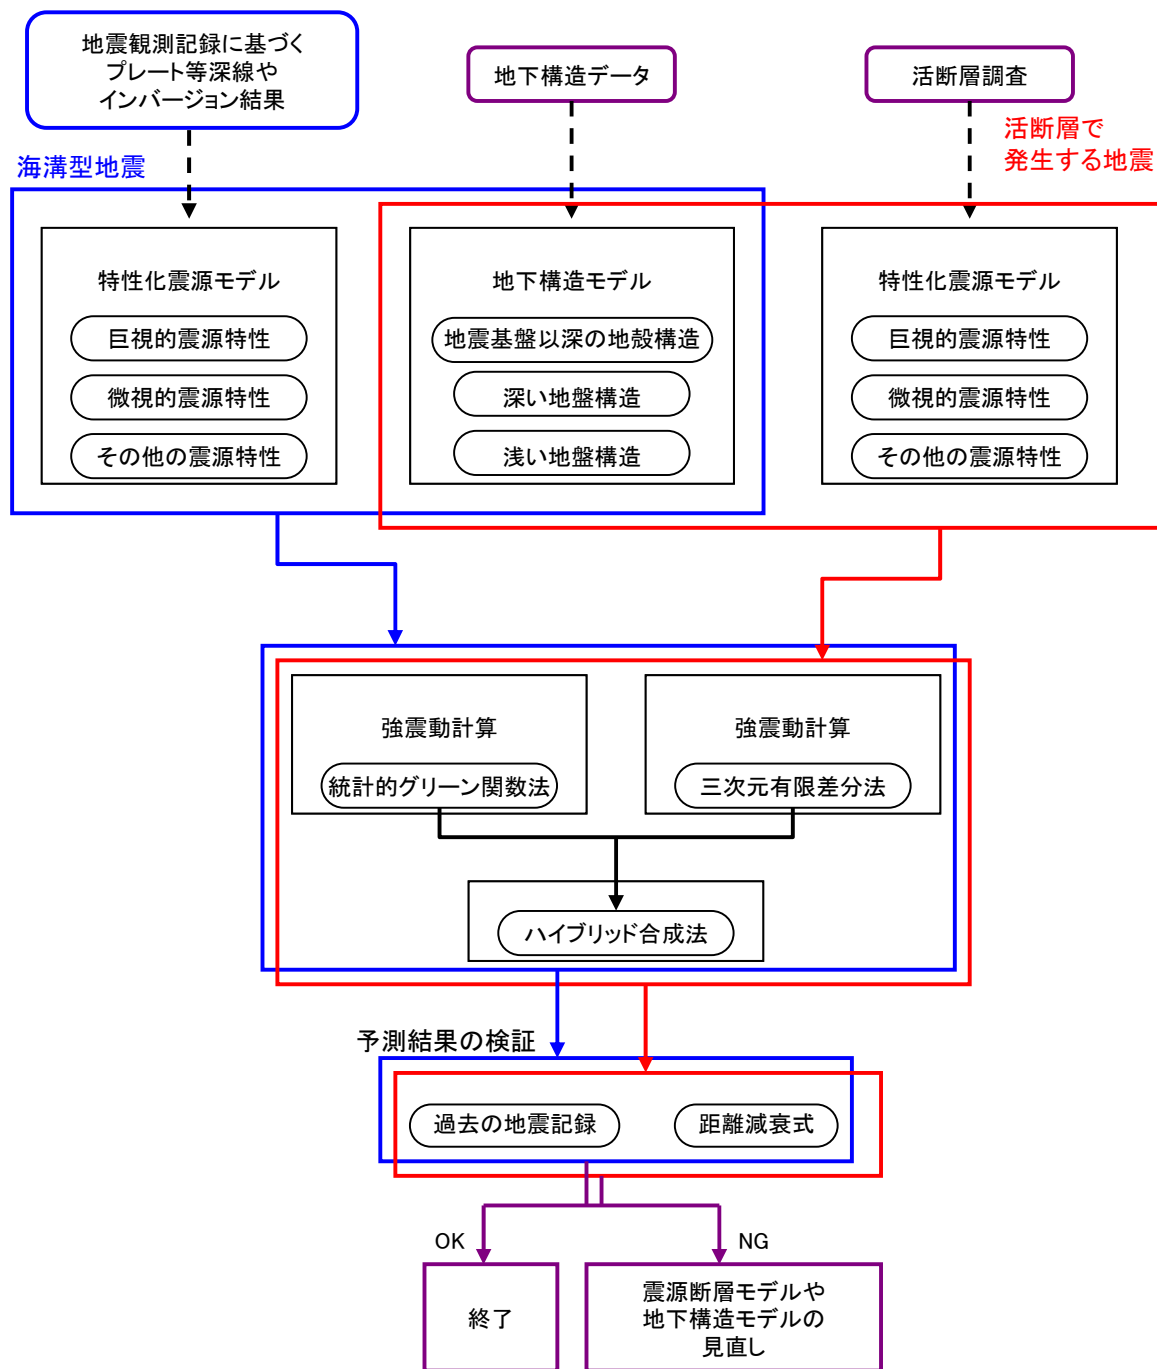 地震観測記録に基づく
プレート等深線や
インバージョン結果
地下構造データ
活断層調査
海溝型地震
活断層で
発生する地震
特性化震源モデル
巨視的震源特性
微視的震源特性
その他の震源特性
地下構造モデル
地震基盤以深の地殻構造
深い地盤構造
浅い地盤構造
特性化震源モデル
巨視的震源特性
微視的震源特性
その他の震源特性
強震動計算
統計的グリーン関数法
強震動計算
三次元有限差分法
ハイブリッド合成法
予測結果の検証
過去の地震記録
距離減衰式
OK
NG
終了
震源断層モデルや
地下構造モデルの
見直し